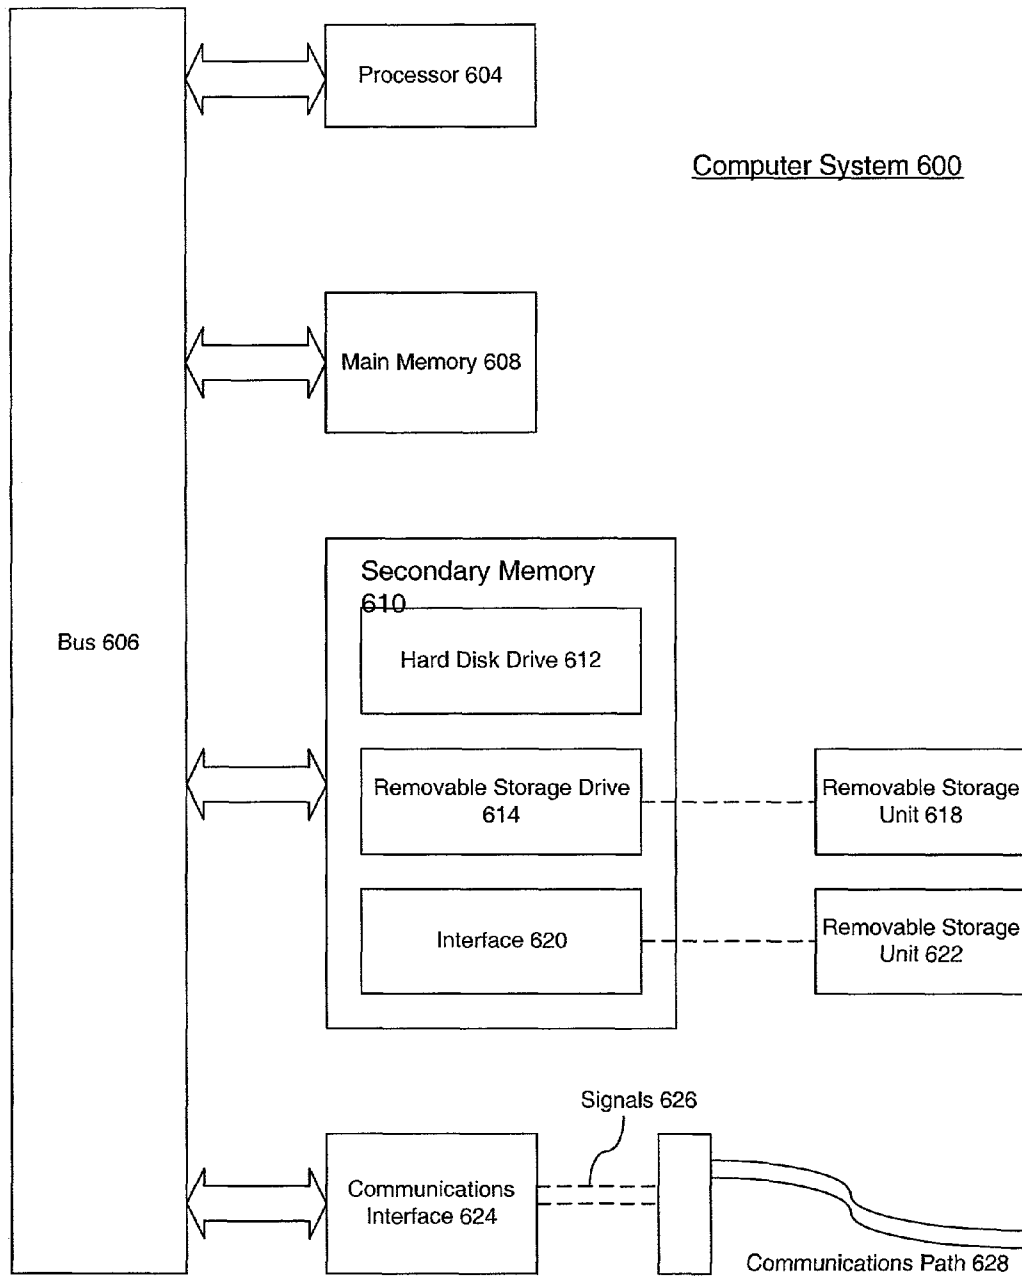 Processor 604
Computer System 600
Main Memory 608
Secondary Memory
610
Bus 606
Hard Disk Drive 612
Removable Storage Drive
614
Removable Storage
Unit 618
Interface 620
Removable Storage
Unit 622
Signals 626
Communications
Interface 624
Communications Path 628